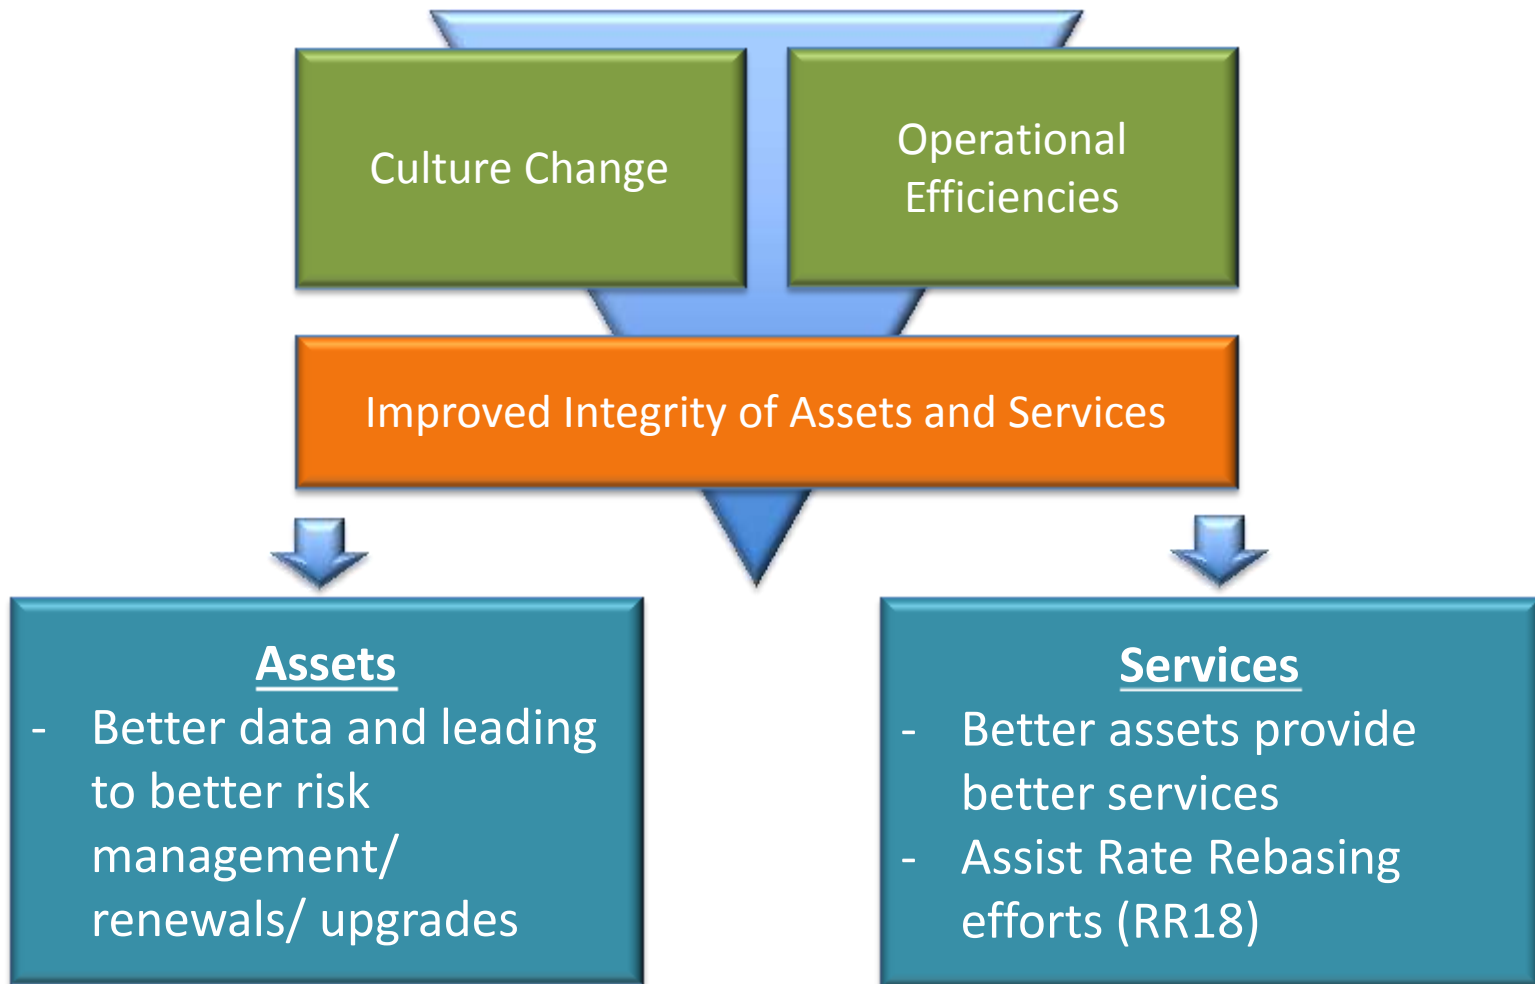 Culture Change
Operational
Efficiencies
Improved Integrity of Assets and Services
Assets
- Better data and leading
to better risk
management/
renewals/ upgrades
Services
- Better assets provide
better services
- Assist Rate Rebasing
efforts (RR18)